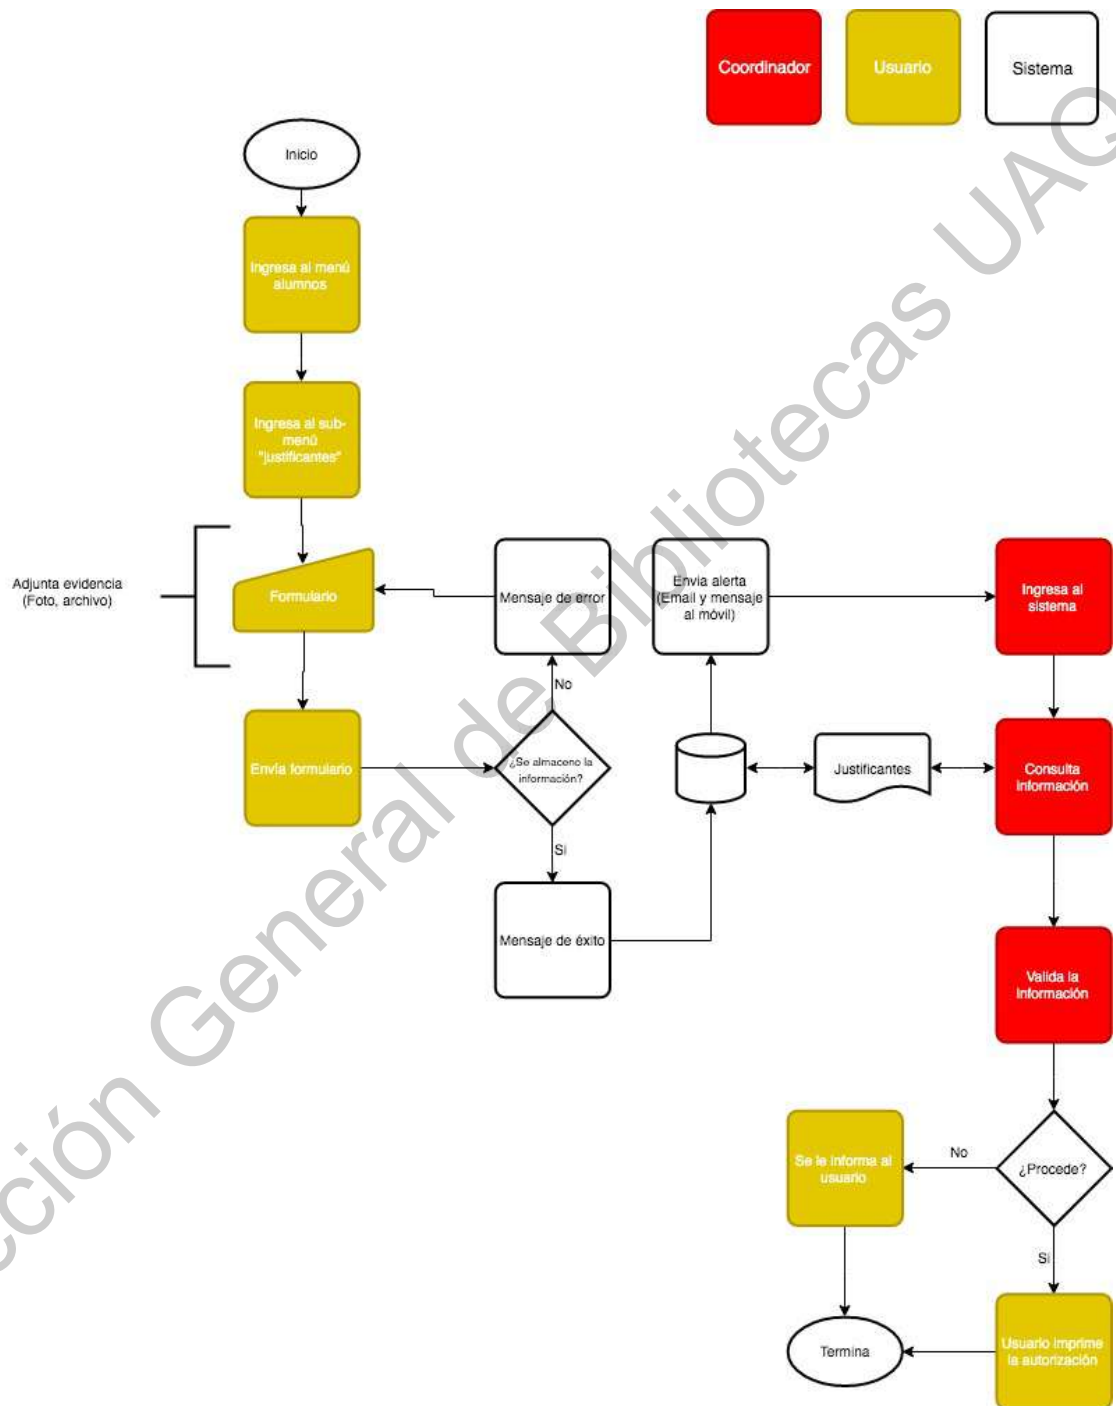 Coordinador
Usuario
Sistema
Inicio
Ingresa al menú
alumnos
Ingresa al sub-
menú
"justificantes"
Adjunta evidencia
(Foto, archivo)
Formulario
Mensaje de error
Envia alerta
(Email y mensaje
al móvil)
Ingresa al
sistema
No
Envía formulario
¿Se almaceno la
información?
Justificantes
Consulta
información
Si
Mensaje de éxito
Valida la
información
Se le informa al
usuario
No
¿Procede?
Si
Termina
Usuario imprime
la autorización
cción General de Bibliotecas UAQ